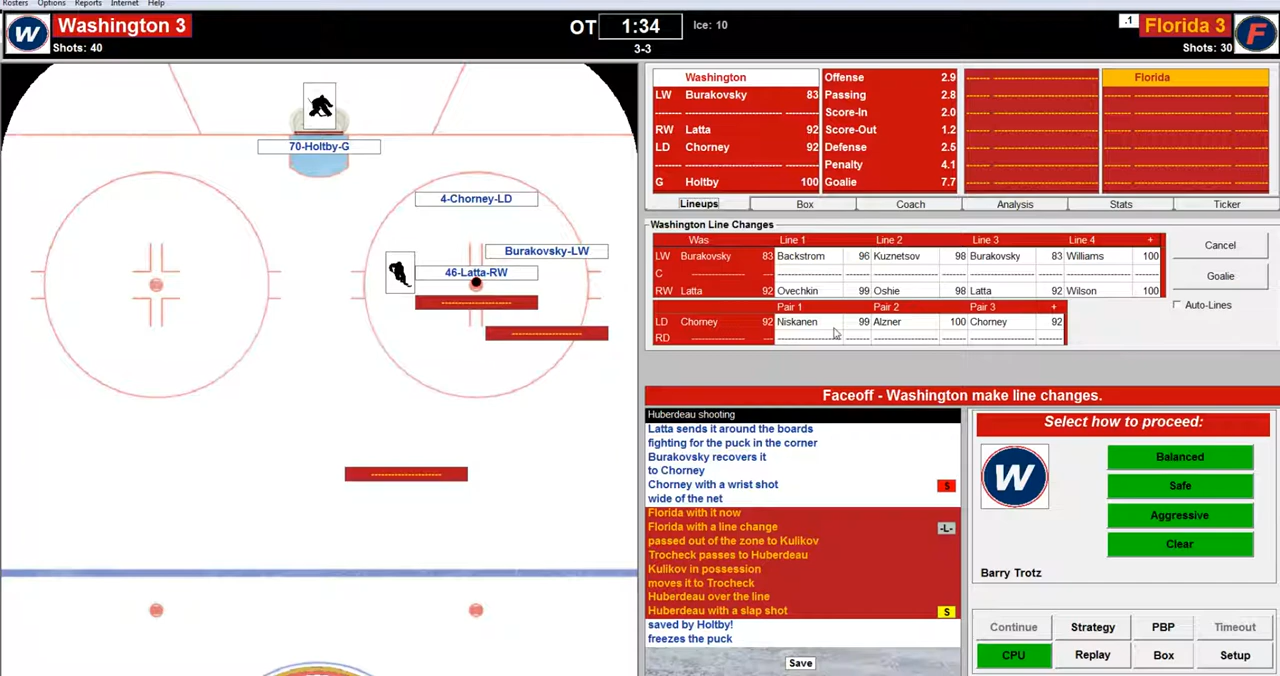 Rosters Options Reports Internet Help
W Washington 3
Shots: 40
OT 1:34 Ice: 10
3-3
.1 Florida 3 F
Shots: 30
70-Holtby-G
4-Chorney-LD
Burakovsky-LW
46-Latta-RW
Washington
LW Burakovsky 83
RW Latta 92
LD Chorney 92
G Holtby 100
Offense 2.9
Passing 2.8
Score-In 2.0
Score-Out 1.2
Defense 2.5
Penalty 4.1
Goalie 7.7
Florida
Lineups Box Coach Analysis Stats Ticker
Washington Line Changes
Was Line 1 Line 2 Line 3 Line 4 +
LW Burakovsky 83 Backstrom 96 Kuznetsov 98 Burakovsky 83 Williams 100
C
RW Latta 92 Ovechkin 99 Oshie 98 Latta 92 Wilson 100
Pair 1 Pair 2 Pair 3 +
LD Chorney 92 Niskanen 99 Alzner 100 Chorney 92
RD
Cancel
Goalie
Auto-Lines
Faceoff - Washington make line changes.
Huberdeau shooting
Latta sends it around the boards
fighting for the puck in the corner
Burakovsky recovers it
to Chorney
Chorney with a wrist shot S
wide of the net
Florida with it now
Florida with a line change -L-
passed out of the zone to Kulikov
Trocheck passes to Huberdeau
Kulikov in possession
moves it to Trocheck
Huberdeau over the line
Huberdeau with a slap shot S
saved by Holtby!
freezes the puck
Save
Select how to proceed:
W
Balanced
Safe
Aggressive
Clear
Barry Trotz
Continue Strategy PBP Timeout
CPU Replay Box Setup